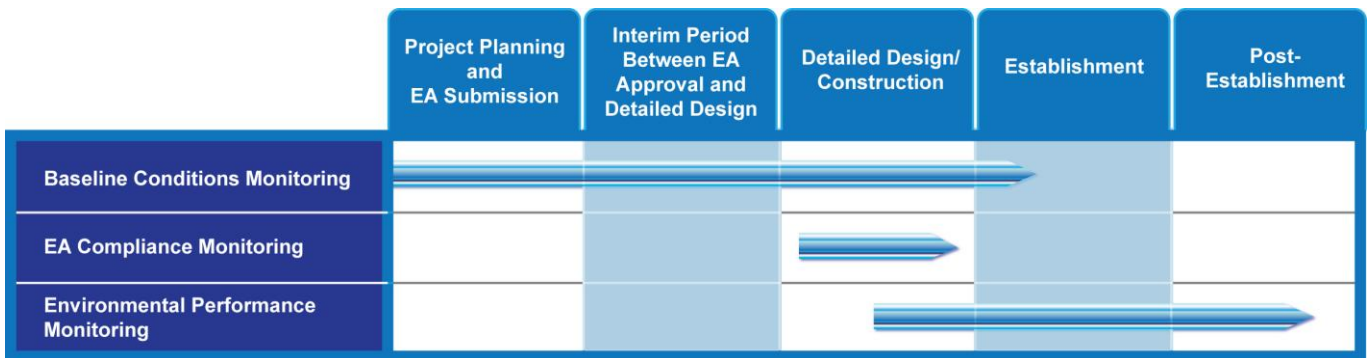 Project Planning
and
EA Submission
Interim Period
Between EA
Approval and
Detailed Design
Detailed Design/
Construction
Establishment
Post-
Establishment
Baseline Conditions Monitoring
EA Compliance Monitoring
Environmental Performance
Monitoring